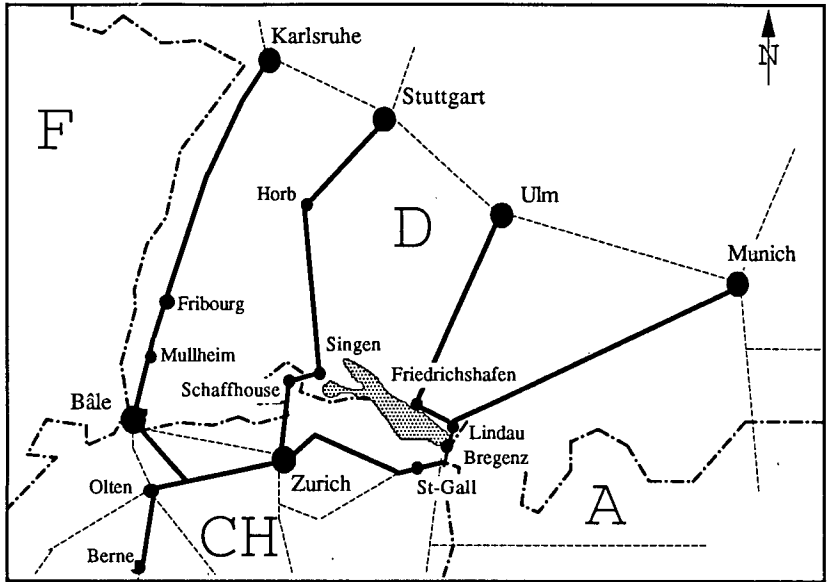 Karlsruhe
N
Stuttgart
F
Horb
Ulm
D
Munich
Fribourg
Singen
Mullheim
Friedrichshafen
Schaffhouse
Bâle
Lindau
Bregenz
Zurich
St-Gall
Olten
A
CH
Berne